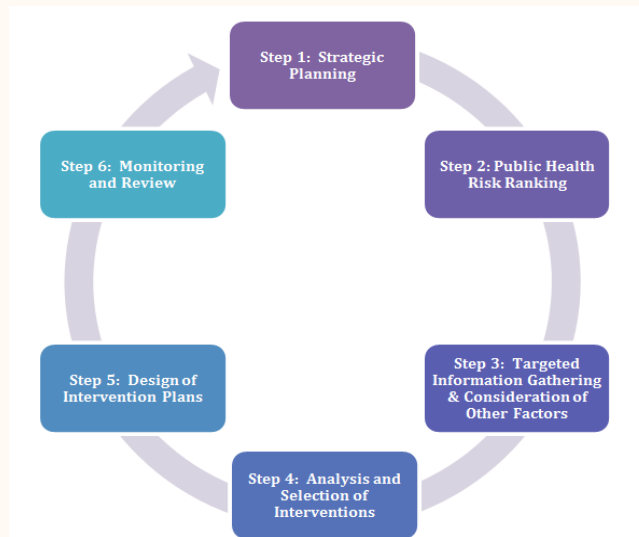 Step 1:  Strategic
Planning
Step 2: Public Health
Risk Ranking
Step 3:  Targeted
Information Gathering
& Consideration of
Other Factors
Step 4:  Analysis and
Selection of
Interventions
Step 5:  Design of
Intervention Plans
Step 6:  Monitoring
and Review